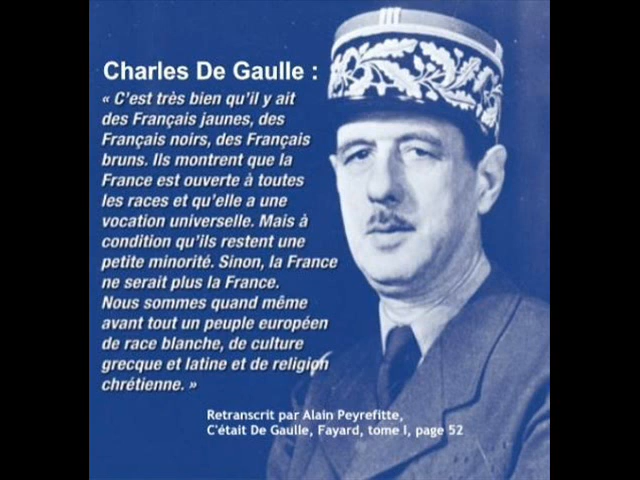 Charles De Gaulle :
« C'est très bien qu'il y ait
des Français jaunes, des
Français noirs, des Français
bruns. Ils montrent que la
France est ouverte à toutes
les races et qu'elle a une
vocation universelle. Mais à
condition qu'ils restent une
petite minorité. Sinon, la France
ne serait plus la France.
Nous sommes quand même
avant tout un peuple européen
de race blanche, de culture
grecque et latine et de religion
chrétienne. »
Retranscrit par Alain Peyrefitte,
C'était De Gaulle, Fayard, tome I, page 52